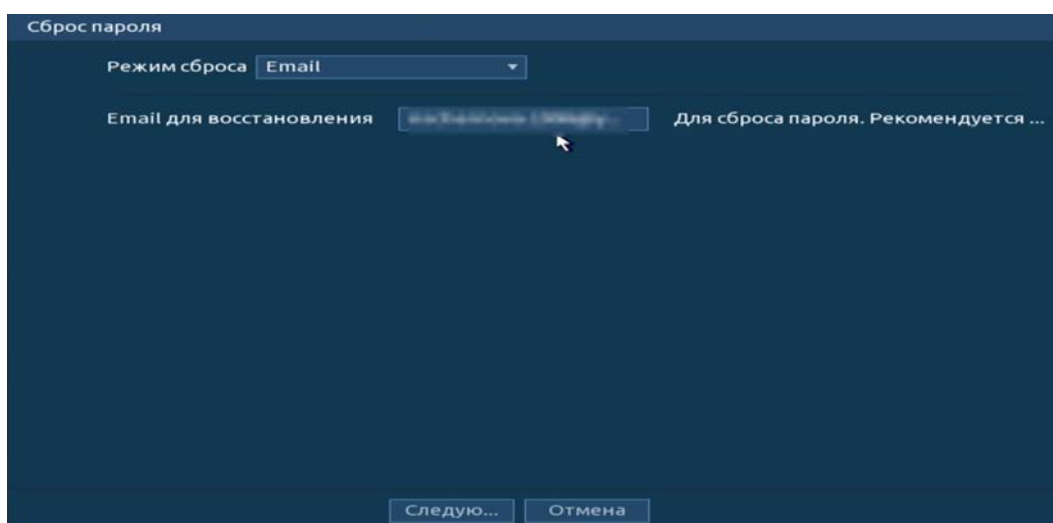 Сброс пароля
Режим сброса Email
Email для восстановления Для сброса пароля. Рекомендуется ...
Следую... Отмена